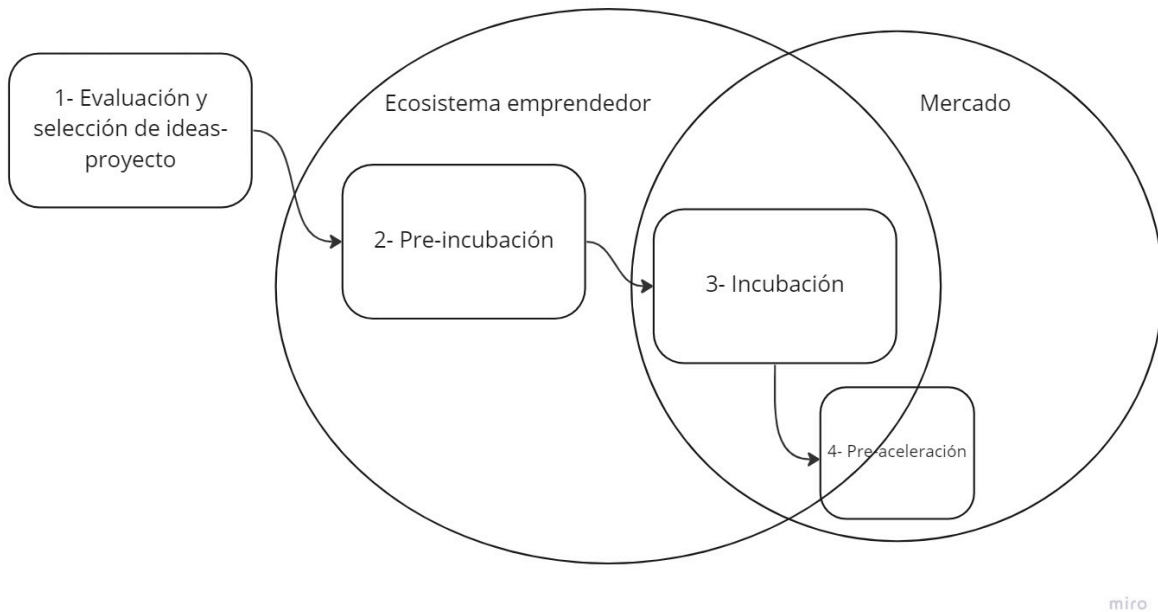 1- Evaluación y
selección de ideas-
proyecto
Ecosistema emprendedor
Mercado
2- Pre-incubación
3- Incubación
4- Pre-aceleración
miro